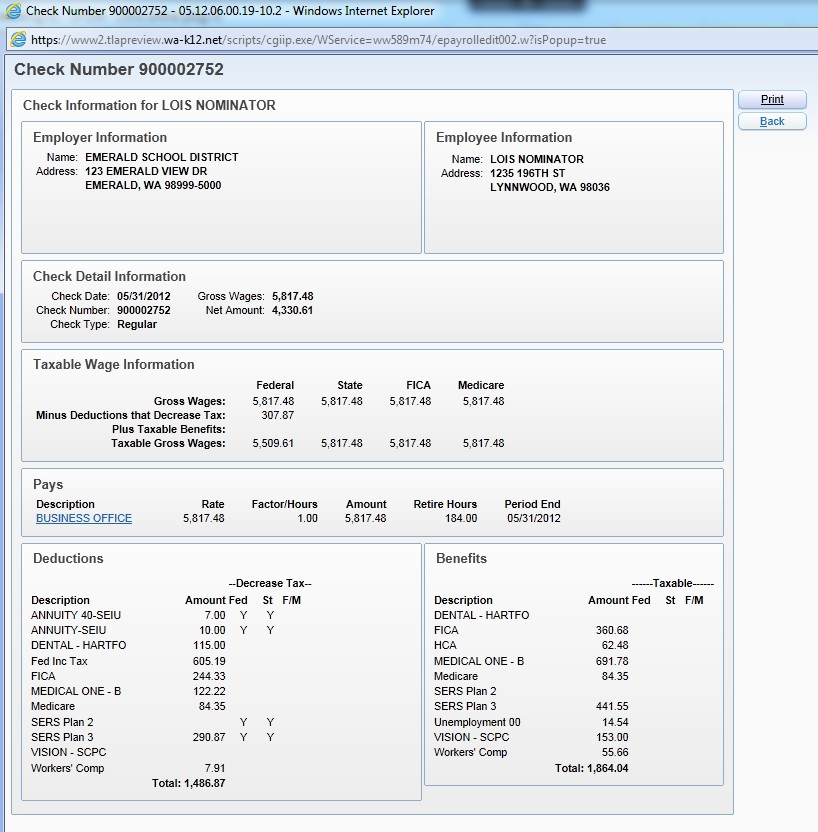 Check Number 900002752 - 05.12.06.00.19-10.2 - Windows Internet Explorer
https://www2.tlapreview.wa-k12.net/scripts/cgiip.exe/WService=ww589m74/epayrolledit002.w?isPopup=true
Check Number 900002752
Print
Back
Check Information for LOIS NOMINATOR
Employer Information
Name: EMERALD SCHOOL DISTRICT
Address: 123 EMERALD VIEW DR
EMERALD, WA 98999-5000
Employee Information
Name: LOIS NOMINATOR
Address: 1235 196TH ST
LYNNWOOD, WA 98036
Check Detail Information
Check Date: 05/31/2012 Gross Wages: 5,817.48
Check Number: 900002752 Net Amount: 4,330.61
Check Type: Regular
Taxable Wage Information
Federal State FICA Medicare
Gross Wages: 5,817.48 5,817.48 5,817.48 5,817.48
Minus Deductions that Decrease Tax: 307.87
Plus Taxable Benefits:
Taxable Gross Wages: 5,509.61 5,817.48 5,817.48 5,817.48
Pays
Description Rate Factor/Hours Amount Retire Hours Period End
BUSINESS OFFICE 5,817.48 1.00 5,817.48 184.00 05/31/2012
Deductions
--Decrease Tax--
Description Amount Fed St F/M
ANNUITY 40-SEIU 7.00 Y Y
ANNUITY-SEIU 10.00 Y Y
DENTAL - HARTFO 115.00
Fed Inc Tax 605.19
FICA 244.33
MEDICAL ONE - B 122.22
Medicare 84.35
SERS Plan 2 Y Y
SERS Plan 3 290.87 Y Y
VISION - SCPC
Workers' Comp 7.91
Total: 1,486.87
Benefits
------Taxable------
Description Amount Fed St F/M
DENTAL - HARTFO
FICA 360.68
HCA 62.48
MEDICAL ONE - B 691.78
Medicare 84.35
SERS Plan 2
SERS Plan 3 441.55
Unemployment 00 14.54
VISION - SCPC 153.00
Workers' Comp 55.66
Total: 1,864.04